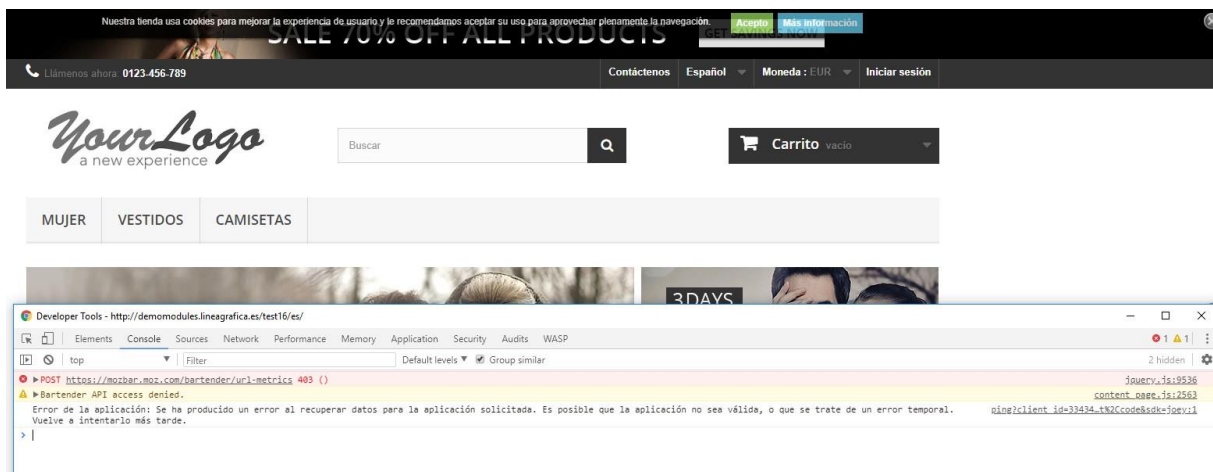 Nuestra tienda usa cookies para mejorar la experiencia de usuario y le recomendamos aceptar su uso para aprovechar plenamente la navegación. Acepto Más información
SALE 70% OFF ALL PRODUCTS GET SAVINGS NOW
Llámenos ahora: 0123-456-789 Contáctenos Español Moneda : EUR Iniciar sesión
Your Logo
a new experience
Buscar
Carrito vacío
MUJER VESTIDOS CAMISETAS
3DAYS
Developer Tools - http://demomodules.lineagrafica.es/test16/es/
Elements Console Sources Network Performance Memory Application Security Audits WASP 1 1
top Filter Default levels Group similar 2 hidden
POST https://mozbar.moz.com/bartender/url-metrics 403 () jquery.js:9536
Bartender API access denied. content_page.js:2563
Error de la aplicación: Se ha producido un error al recuperar datos para la aplicación solicitada. Es posible que la aplicación no sea válida, o que se trate de un error temporal. ping?client_id=33434…t%2Ccode&sdk=joey:1
Vuelve a intentarlo más tarde.